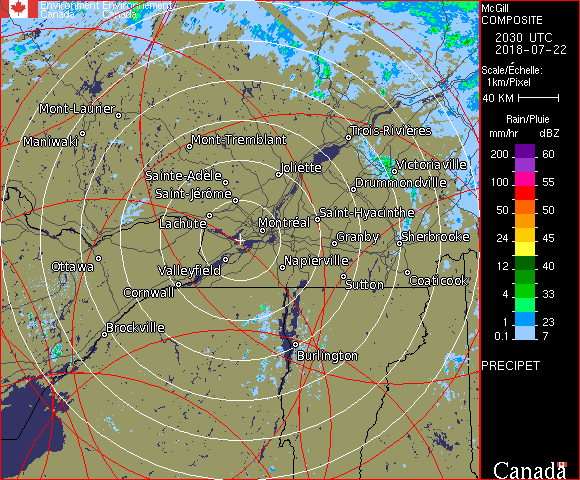 Environment Environnement
Canada Canada
McGill
COMPOSITE
2030 UTC
2018-07-22
Scale/Échelle:
1km/Pixel
40 KM
Rain/Pluie
mm/hr dBZ
200 60
150 57
100 55
50 50
24 45
12 40
4 33
1 23
0.1 7
PRECIPET
Canada
Mont-Laurier
Maniwaki
Mont-Tremblant
Trois-Rivières
Sainte-Adèle
Joliette
Victoriaville
Saint-Jérôme
Drummondville
Lachute
Montréal
Saint-Hyacinthe
Granby
Sherbrooke
Ottawa
Valleyfield
Napierville
Cornwall
Sutton
Coaticook
Brockville
Burlington